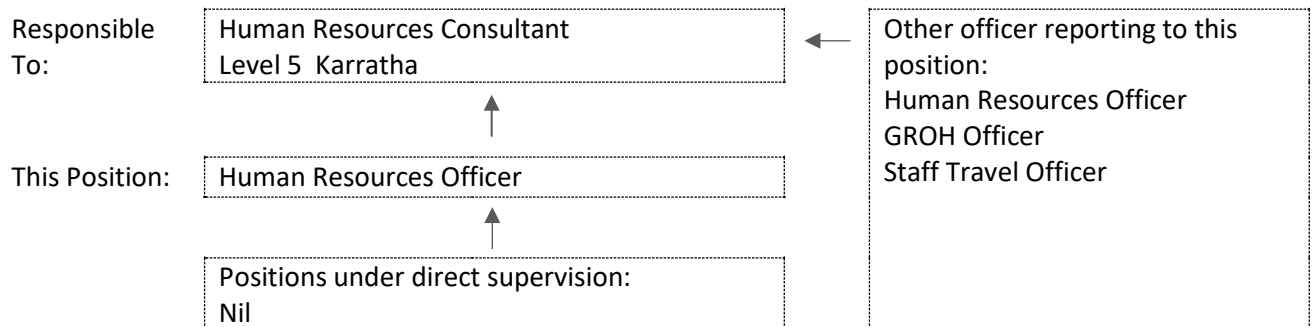 Responsible
To:
Human Resources Consultant
Level 5  Karratha
Other officer reporting to this
position:
Human Resources Officer
GROH Officer
Staff Travel Officer
This Position:
Human Resources Officer
Positions under direct supervision:
Nil